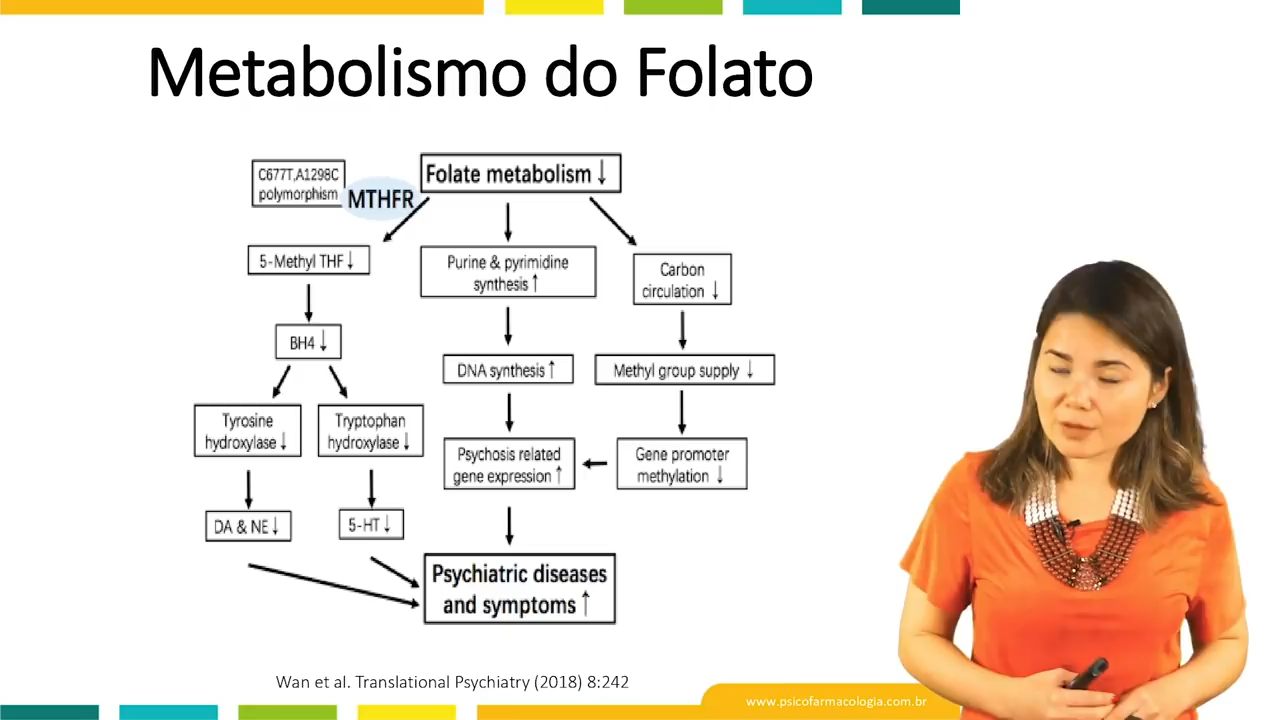 Metabolismo do Folato
C677T,A1298C
polymorphism
MTHFR
Folate metabolism ↓
5-Methyl THF ↓
Purine & pyrimidine
synthesis ↑
Carbon
circulation ↓
BH4 ↓
DNA synthesis ↑
Methyl group supply ↓
Tyrosine
hydroxylase ↓
Tryptophan
hydroxylase ↓
Psychosis related
gene expression ↑
Gene promoter
methylation ↓
DA & NE ↓
5-HT ↓
Psychiatric diseases
and symptoms ↑
Wan et al. Translational Psychiatry (2018) 8:242
www.psicofarmacologia.com.br